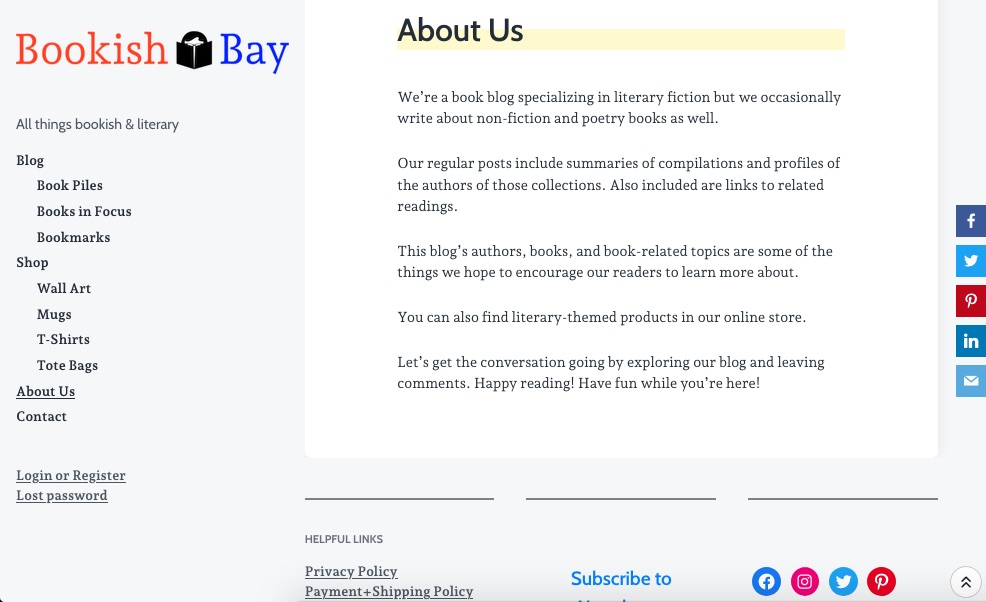 Bookish Bay
All things bookish & literary
Blog
Book Piles
Books in Focus
Bookmarks
Shop
Wall Art
Mugs
T-Shirts
Tote Bags
About Us
Contact
Login or Register
Lost password
About Us
We’re a book blog specializing in literary fiction but we occasionally
write about non-fiction and poetry books as well.
Our regular posts include summaries of compilations and profiles of
the authors of those collections. Also included are links to related
readings.
This blog’s authors, books, and book-related topics are some of the
things we hope to encourage our readers to learn more about.
You can also find literary-themed products in our online store.
Let’s get the conversation going by exploring our blog and leaving
comments. Happy reading! Have fun while you’re here!
HELPFUL LINKS
Privacy Policy
Payment+Shipping Policy
Subscribe to